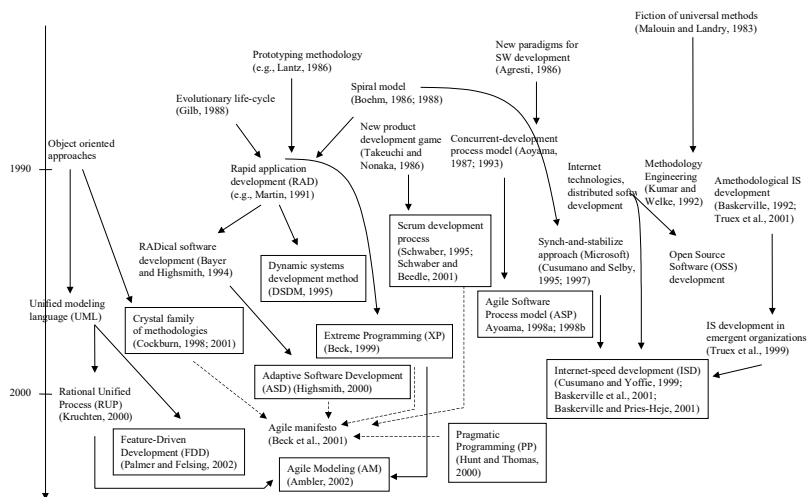 Fiction of universal methods
(Malouin and Landry, 1983)
Prototyping methodology
(e.g., Lantz, 1986)
New paradigms for
SW development
(Agresti, 1986)
Evolutionary life-cycle
(Gilb, 1988)
Spiral model
(Boehm, 1986; 1988)
Object oriented
approaches
New product
development game
(Takeuchi and
Nonaka, 1986)
Concurrent-development
process model (Aoyama,
1987; 1993)
1990
Rapid application
development (RAD)
(e.g., Martin, 1991)
Internet
technologies,
distributed softw
development
Methodology
Engineering
(Kumar and
Welke, 1992)
Amethodological IS
development
(Baskerville, 1992;
Truex et al., 2001)
RADical software
development (Bayer
and Highsmith, 1994)
Dynamic systems
development method
(DSDM, 1995)
Scrum development
process
(Schwaber, 1995;
Schwaber and
Beedle, 2001)
Synch-and-stabilize
approach (Microsoft)
(Cusumano and Selby,
1995; 1997)
Open Source
Software (OSS)
development
Unified modeling
language (UML)
Crystal family
of methodologies
(Cockburn, 1998; 2001)
Extreme Programming (XP)
(Beck, 1999)
Agile Software
Process model (ASP)
Ayoama, 1998a; 1998b
IS development in
emergent organizations
(Truex et al., 1999)
2000
Rational Unified
Process (RUP)
(Kruchten, 2000)
Adaptive Software Development
(ASD) (Highsmith, 2000)
Internet-speed development (ISD)
(Cusumano and Yoffie, 1999;
Baskerville et al., 2001;
Baskerville and Pries-Heje, 2001)
Feature-Driven
Development (FDD)
(Palmer and Felsing, 2002)
Agile manifesto
(Beck et al., 2001)
Pragmatic
Programming (PP)
(Hunt and Thomas,
2000)
Agile Modeling (AM)
(Ambler, 2002)